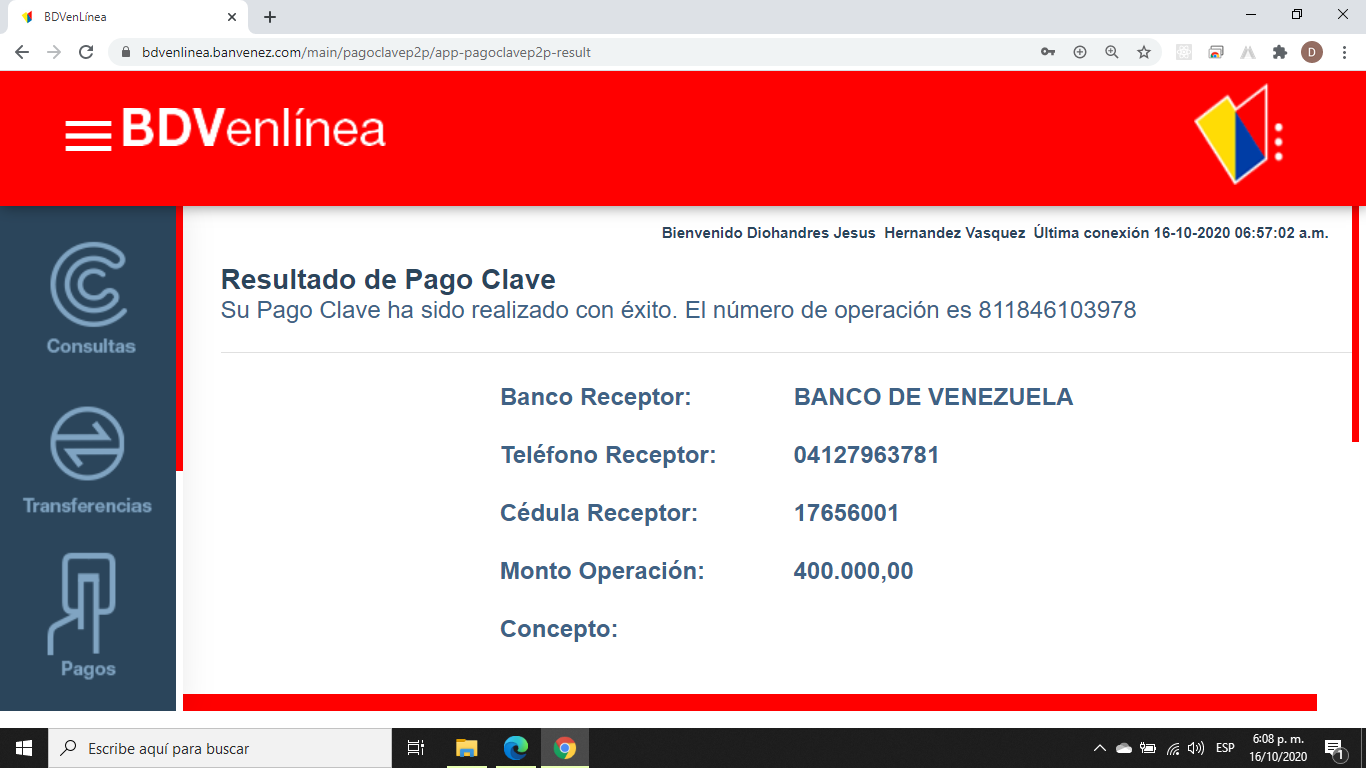 BDVenLínea
bdvenlinea.banvenez.com/main/pagoclavep2p/app-pagoclavep2p-result
D
BDVenlínea
Bienvenido Diohandres Jesus Hernandez Vasquez Última conexión 16-10-2020 06:57:02 a.m.
Resultado de Pago Clave
Su Pago Clave ha sido realizado con éxito. El número de operación es 811846103978
Consultas
Transferencias
Pagos
Banco Receptor: BANCO DE VENEZUELA
Teléfono Receptor: 04127963781
Cédula Receptor: 17656001
Monto Operación: 400.000,00
Concepto:
Escribe aquí para buscar
ESP
6:08 p. m.
16/10/2020
1